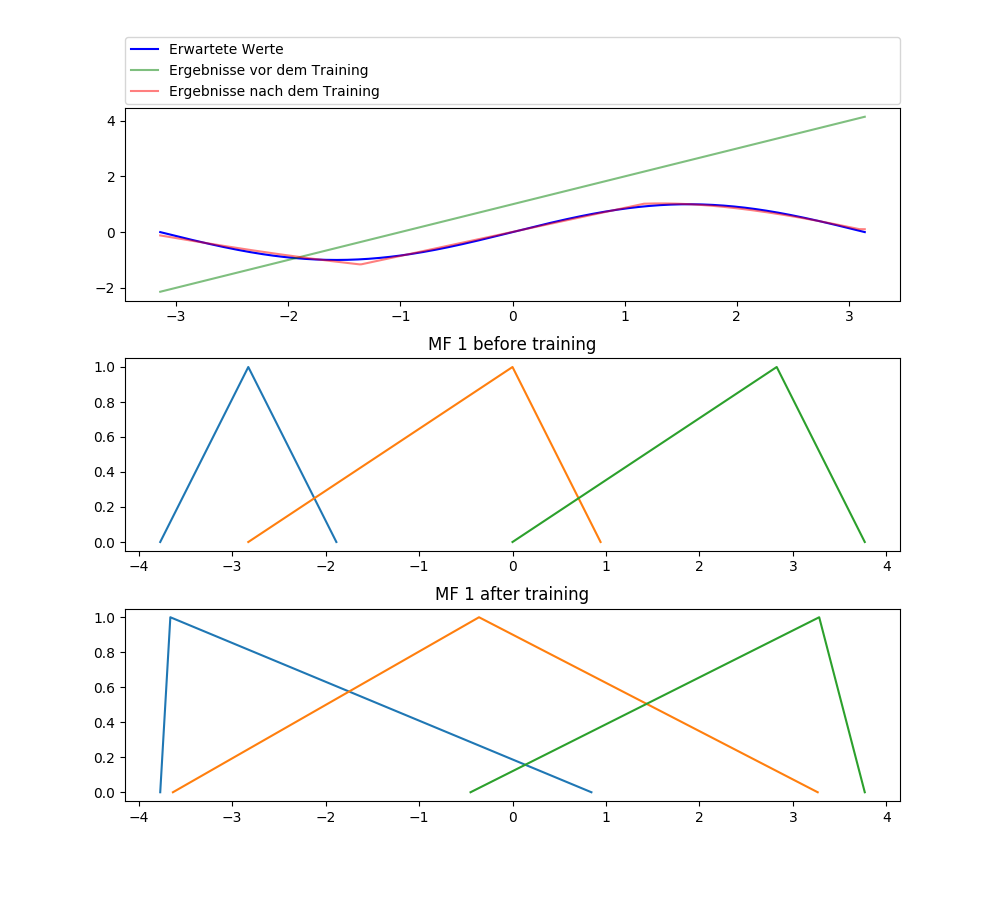 Erwartete Werte
Ergebnisse vor dem Training
Ergebnisse nach dem Training
4
2
0
−2
−3 −2 −1 0 1 2 3
MF 1 before training
1.0
0.8
0.6
0.4
0.2
0.0
−4 −3 −2 −1 0 1 2 3 4
MF 1 after training
1.0
0.8
0.6
0.4
0.2
0.0
−4 −3 −2 −1 0 1 2 3 4